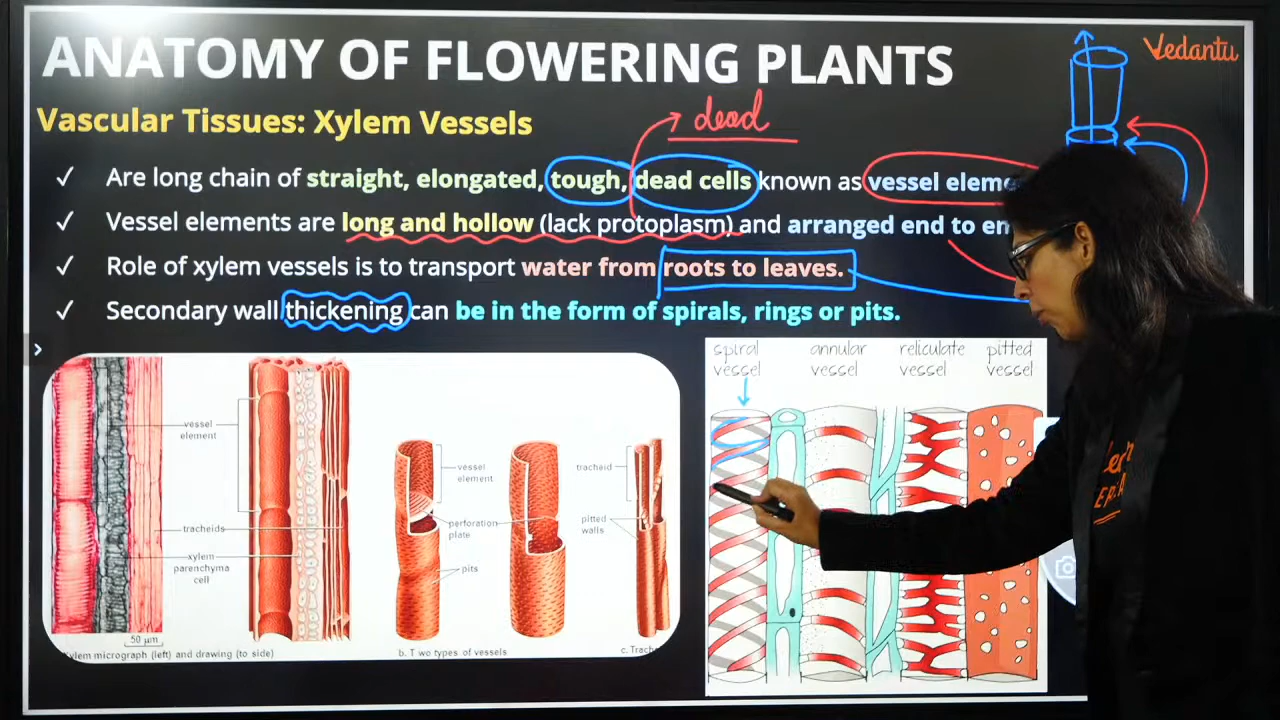 ANATOMY OF FLOWERING PLANTS
Vedantu
Vascular Tissues: Xylem Vessels
dead
✓ Are long chain of straight, elongated, tough, dead cells known as vessel eleme
✓ Vessel elements are long and hollow (lack protoplasm) and arranged end to en
✓ Role of xylem vessels is to transport water from roots to leaves.
✓ Secondary wall thickening can be in the form of spirals, rings or pits.
spiral vessel
annular vessel
reliculate vessel
pitted vessel
vessel element
tracheids
xylem parenchyma cell
50 µm
Xylem micrograph (left) and drawing (to side)
vessel element
perforation plate
pits
b. T wo types of vessels
tracheid
pitted walls
c. Trache